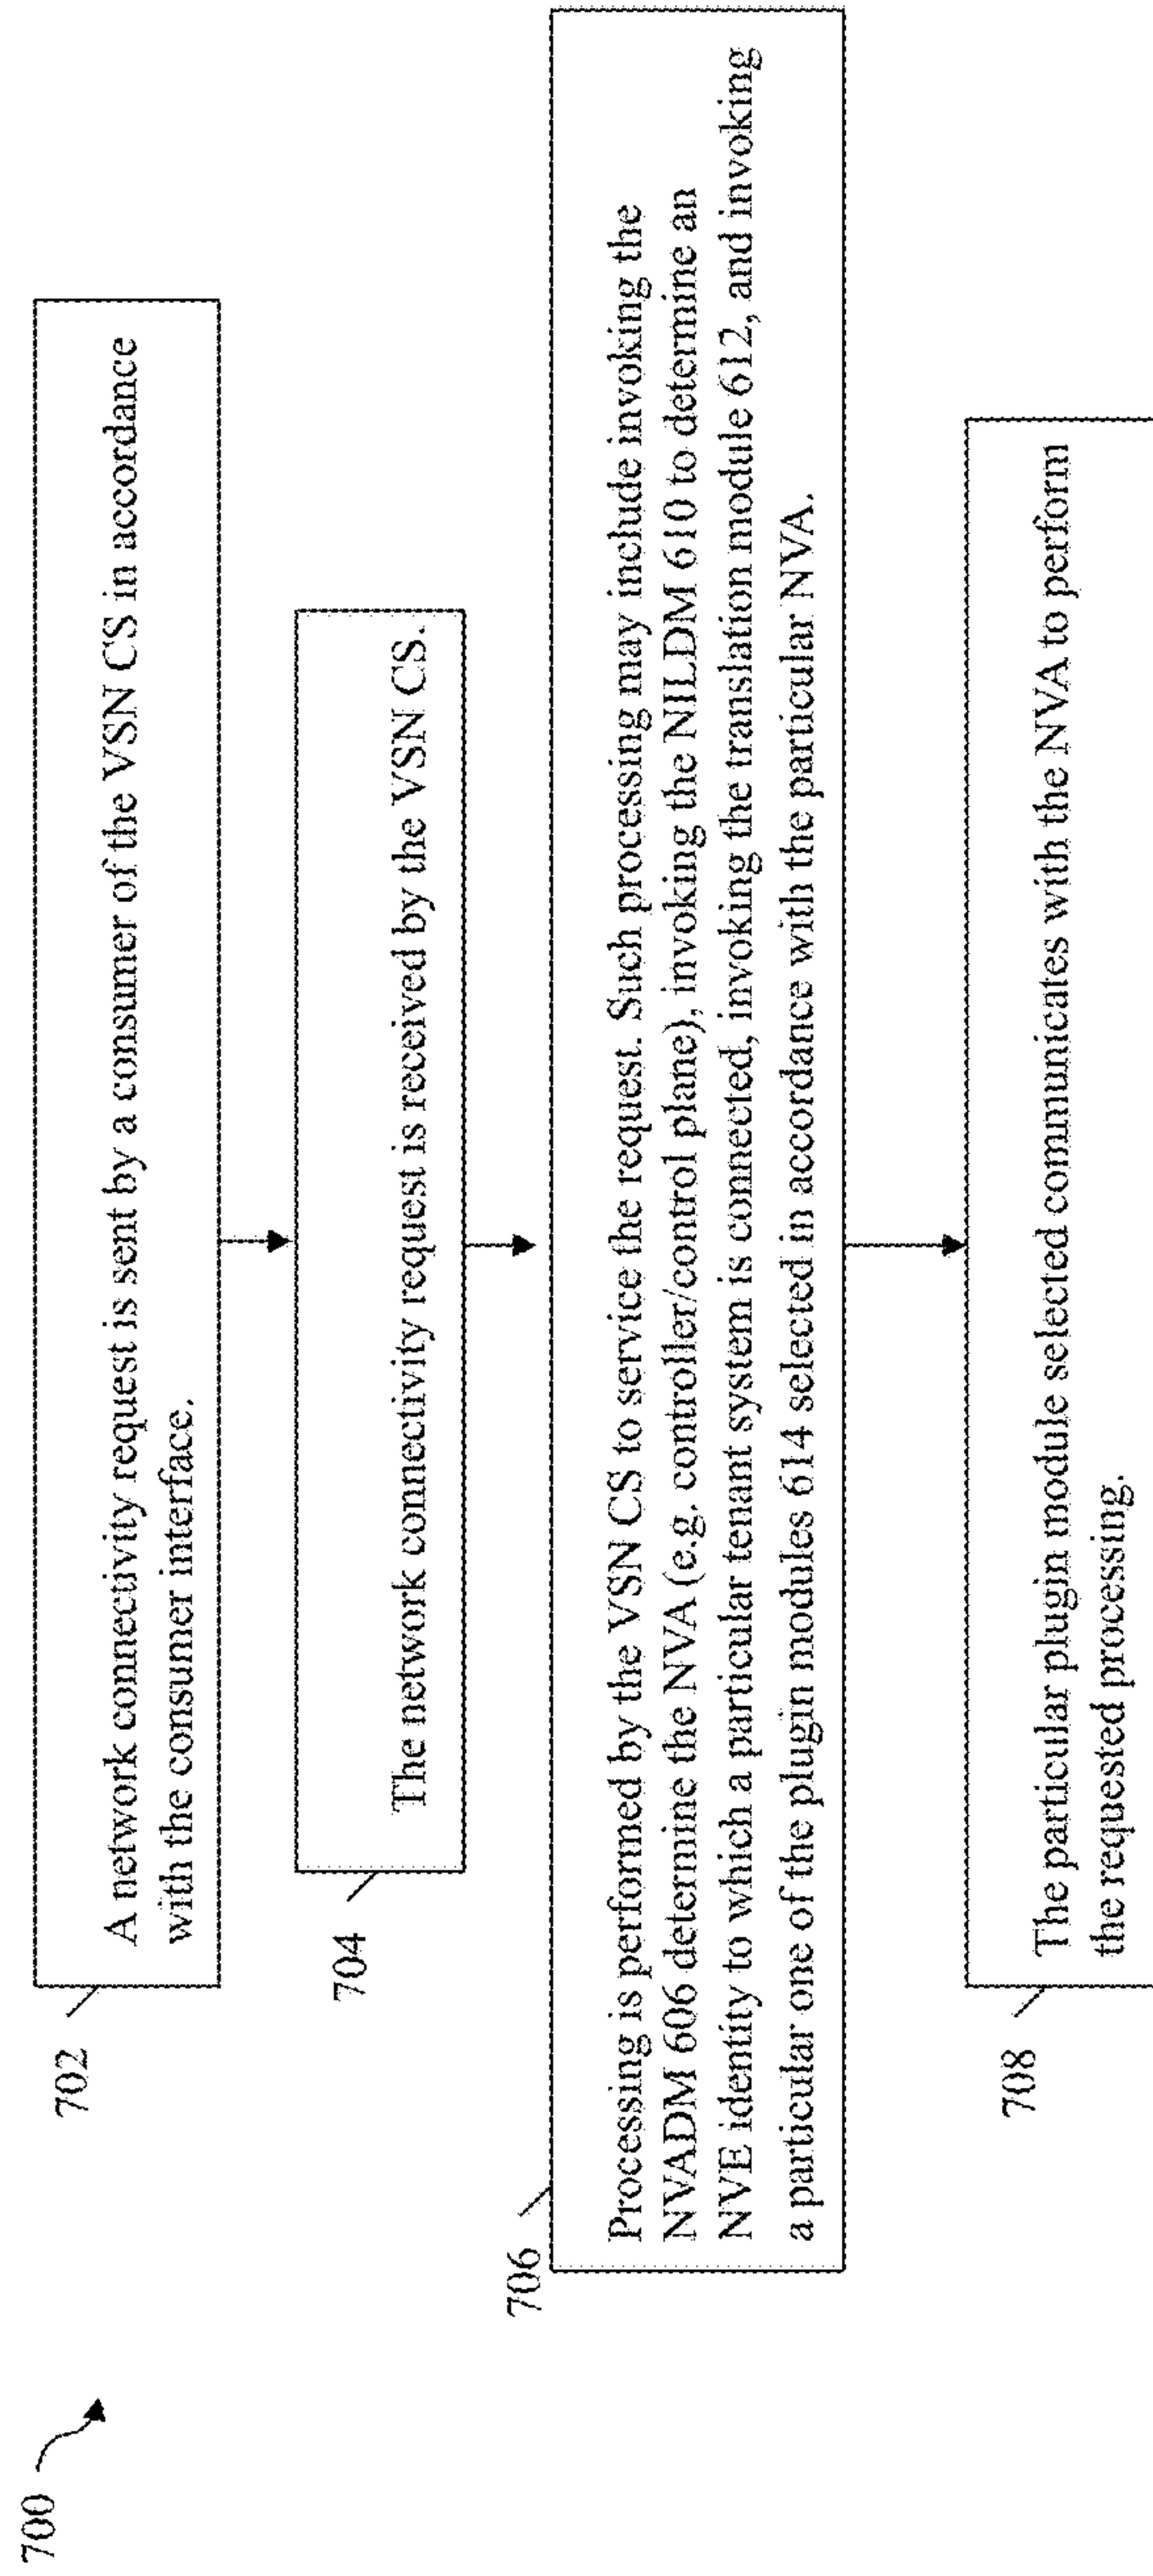 700
702
A network connectivity request is sent by a consumer of the VSN CS in accordance
with the consumer interface.
704
The network connectivity request is received by the VSN CS.
706
Processing is performed by the VSN CS to service the request. Such processing may include invoking the
NVADM 606 determine the NVA (e.g. controller/control plane), invoking the NILDM 610 to determine an
NVE identity to which a particular tenant system is connected, invoking the translation module 612, and invoking
a particular one of the plugin modules 614 selected in accordance with the particular NVA.
708
The particular plugin module selected communicates with the NVA to perform
the requested processing.